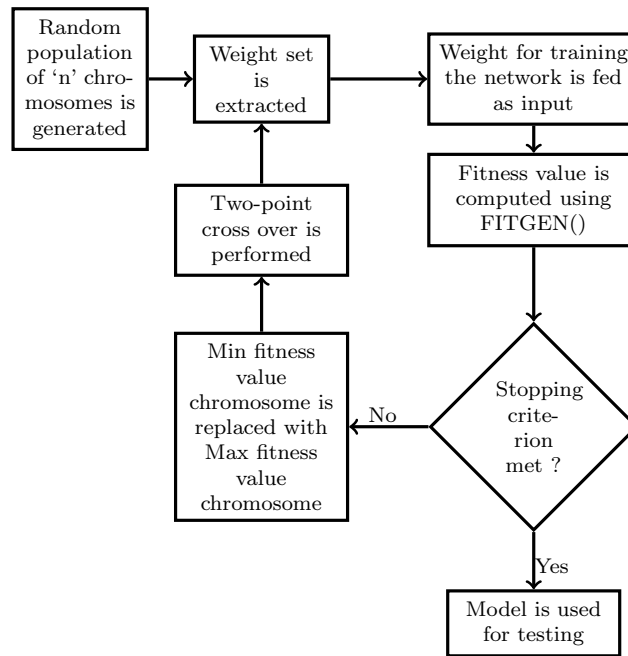 Random
population
of ‘n’ chro-
mosomes is
generated
Weight set
is
extracted
Weight for training
the network is fed
as input
Fitness value is
computed using
FITGEN()
Two-point
cross over is
performed
Min fitness
value
chromosome is
replaced with
Max fitness
value
chromosome
No
Stopping
crite-
rion
met ?
Yes
Model is used
for testing